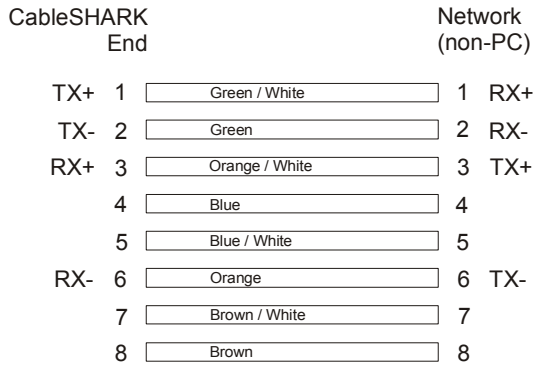 CableSHARK Network
End (non-PC)
TX+ 1 Green / White 1 RX+
TX- 2 Green 2 RX-
RX+ 3 Orange / White 3 TX+
4 Blue 4
5 Blue / White 5
RX- 6 Orange 6 TX-
7 Brown / White 7
8 Brown 8